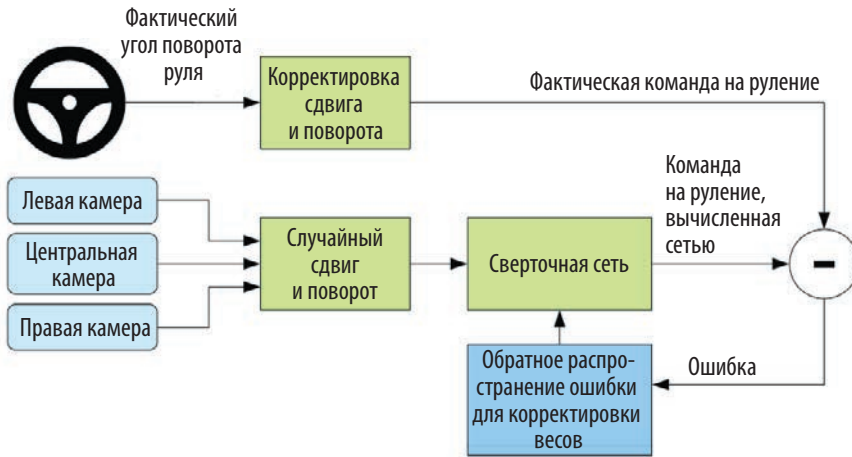 Фактический
угол поворота
руля
Корректировка
сдвига
и поворота
Фактическая команда на руление
Левая камера
Центральная
камера
Правая камера
Случайный
сдвиг
и поворот
Сверточная сеть
Команда
на руление,
вычисленная
сетью
-
Обратное распро-
странение ошибки
для корректировки
весов
Ошибка